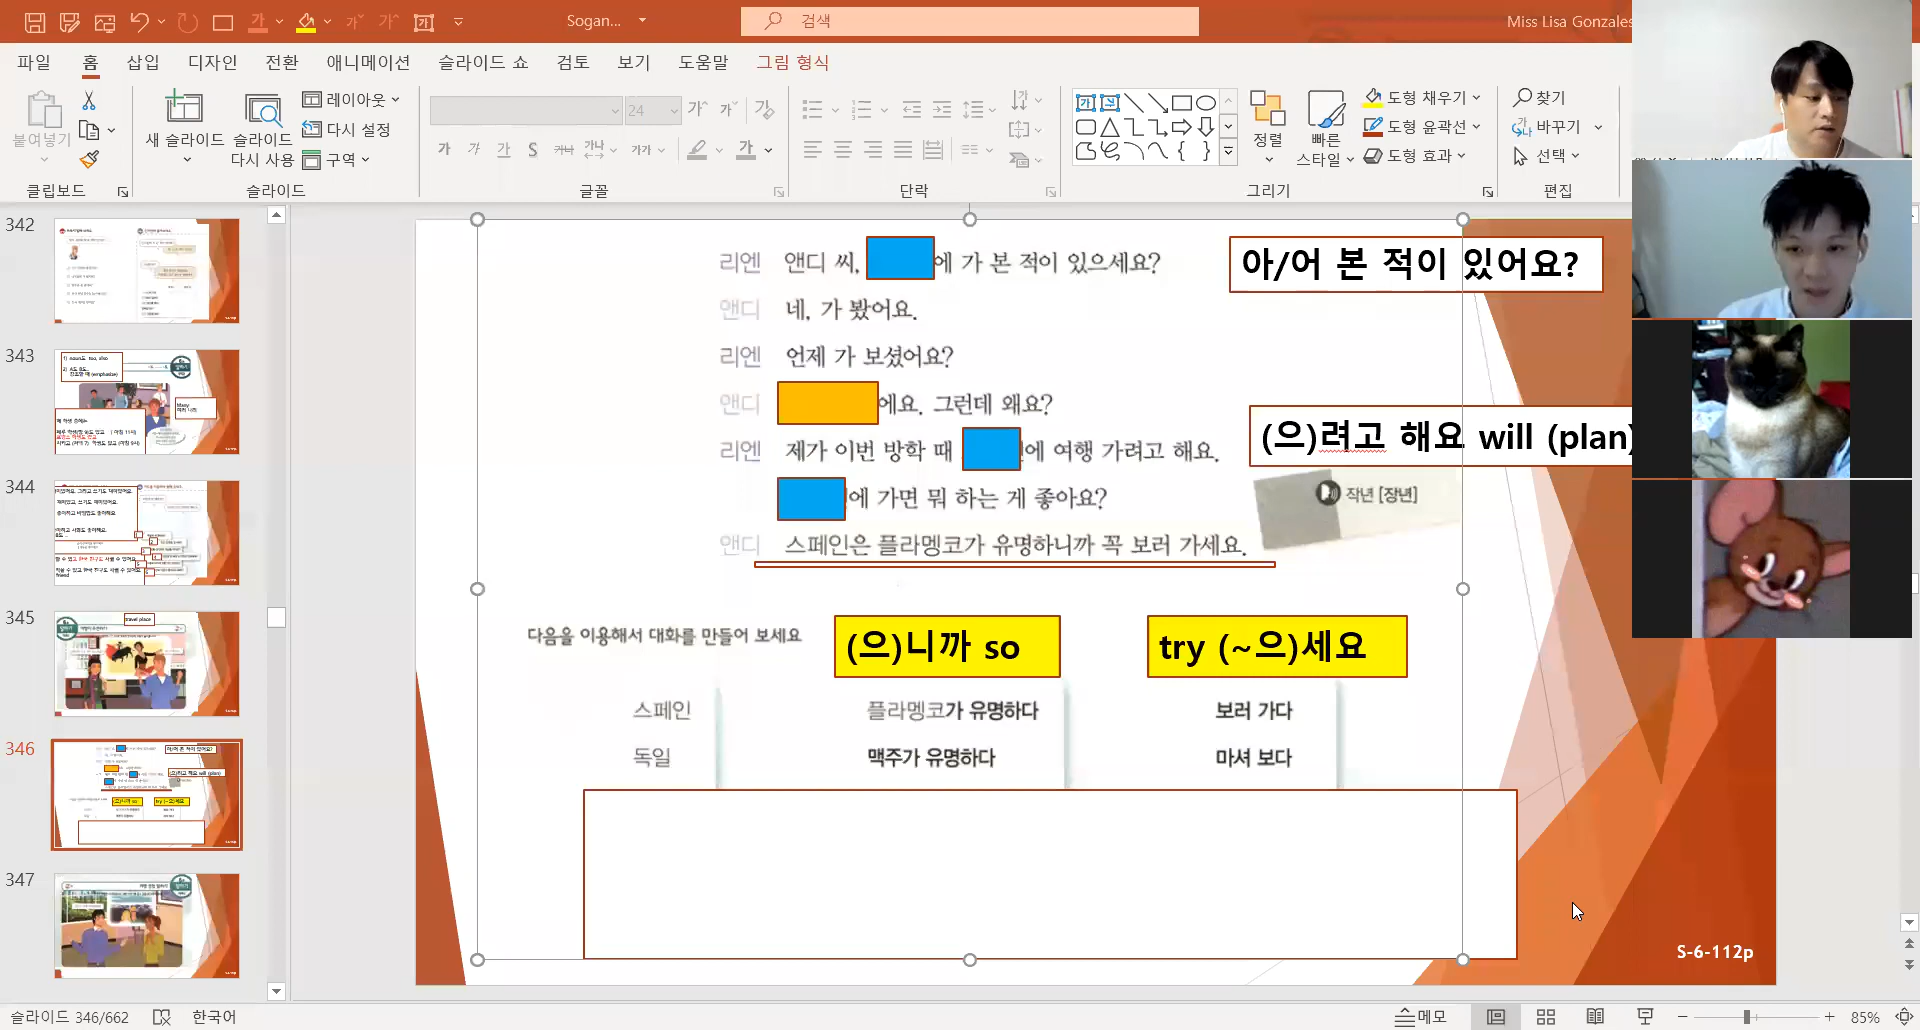 Sogan...
검색
Miss Lisa Gonzales
파일 홈 삽입 디자인 전환 애니메이션 슬라이드 쇼 검토 보기 도움말 그림 형식
붙여넣기
클립보드
새 슬라이드
슬라이드 다시 사용
레이아웃
다시 설정
구역
슬라이드
24
글꼴
단락
정렬
빠른 스타일
도형 채우기
도형 윤곽선
도형 효과
그리기
찾기
바꾸기
선택
편집
342
343
344
345
travel place
346
347
리엔 앤디 씨, 에 가 본 적이 있으세요?
아/어 본 적이 있어요?
앤디 네, 가 봤어요.
리엔 언제 가 보셨어요?
앤디 에요. 그런데 왜요?
리엔 제가 이번 방학 때 에 여행 가려고 해요.
(으)려고 해요 will (plan)
에 가면 뭐 하는 게 좋아요?
작년 [장년]
앤디 스페인은 플라멩코가 유명하니까 꼭 보러 가세요.
다음을 이용해서 대화를 만들어 보세요
(으)니까 so
try (~으)세요
스페인 플라멩코가 유명하다 보러 가다
독일 맥주가 유명하다 마셔 보다
S-6-112p
슬라이드 346/662
한국어
메모
85%